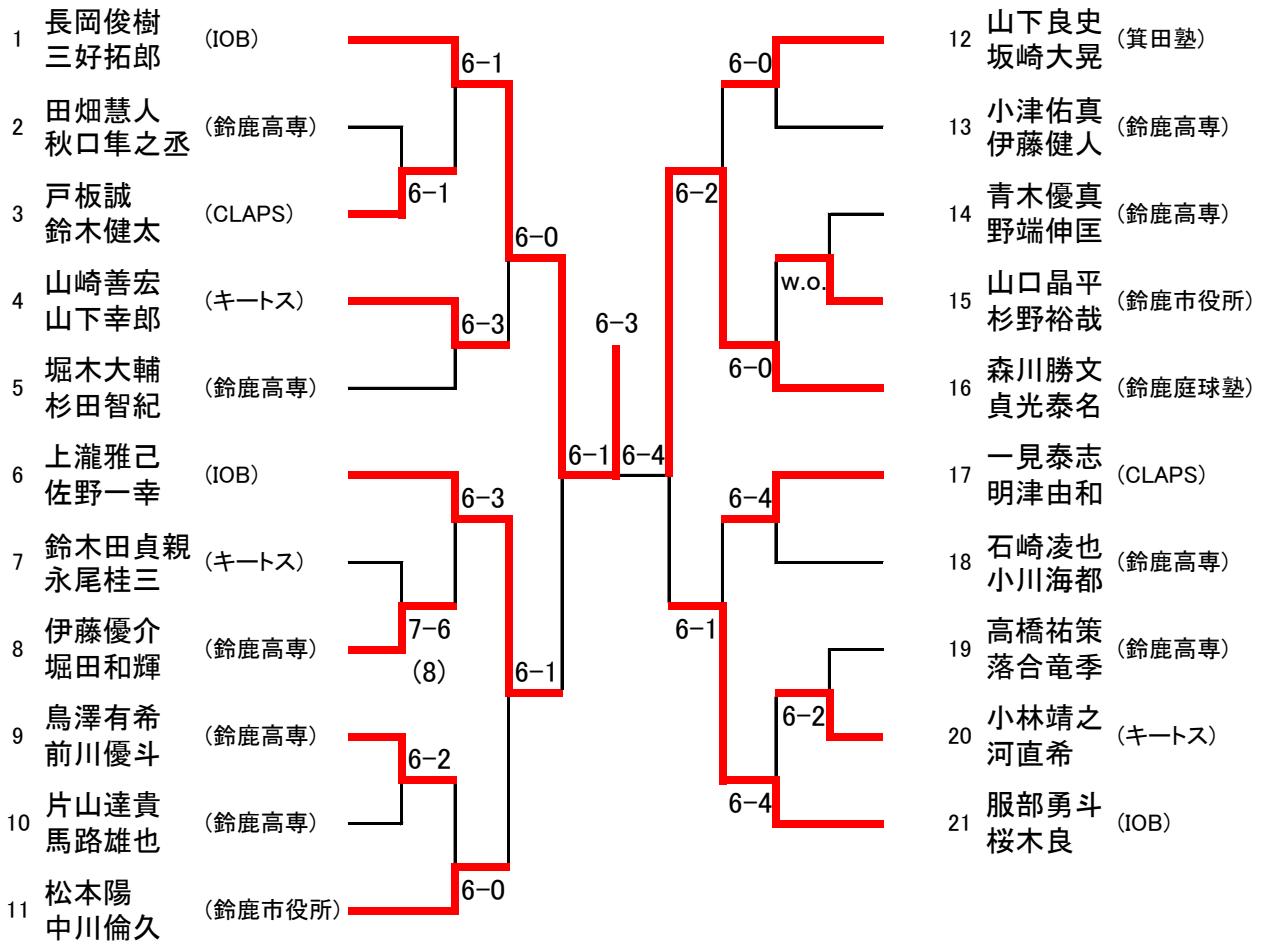 1 長岡俊樹 三好拓郎 (IOB)
2 田畑慧人 秋口隼之丞 (鈴鹿高専)
3 戸板誠 鈴木健太 (CLAPS)
4 山崎善宏 山下幸郎 (キートス)
5 堀木大輔 杉田智紀 (鈴鹿高専)
6 上瀧雅己 佐野一幸 (IOB)
7 鈴木田貞親 永尾桂三 (キートス)
8 伊藤優介 堀田和輝 (鈴鹿高専)
9 鳥澤有希 前川優斗 (鈴鹿高専)
10 片山達貴 馬路雄也 (鈴鹿高専)
11 松本陽 中川倫久 (鈴鹿市役所)
6-1
6-1
6-0
6-3
6-3
7-6
(8)
6-1
6-2
6-0
6-1
6-3
6-4
6-0
6-2
w.o.
6-0
6-4
6-1
6-2
6-4
12 山下良史 坂崎大晃 (箕田塾)
13 小津佑真 伊藤健人 (鈴鹿高専)
14 青木優真 野端伸匡 (鈴鹿高専)
15 山口晶平 杉野裕哉 (鈴鹿市役所)
16 森川勝文 貞光泰名 (鈴鹿庭球塾)
17 一見泰志 明津由和 (CLAPS)
18 石崎凌也 小川海都 (鈴鹿高専)
19 高橋祐策 落合竜季 (鈴鹿高専)
20 小林靖之 河直希 (キートス)
21 服部勇斗 桜木良 (IOB)